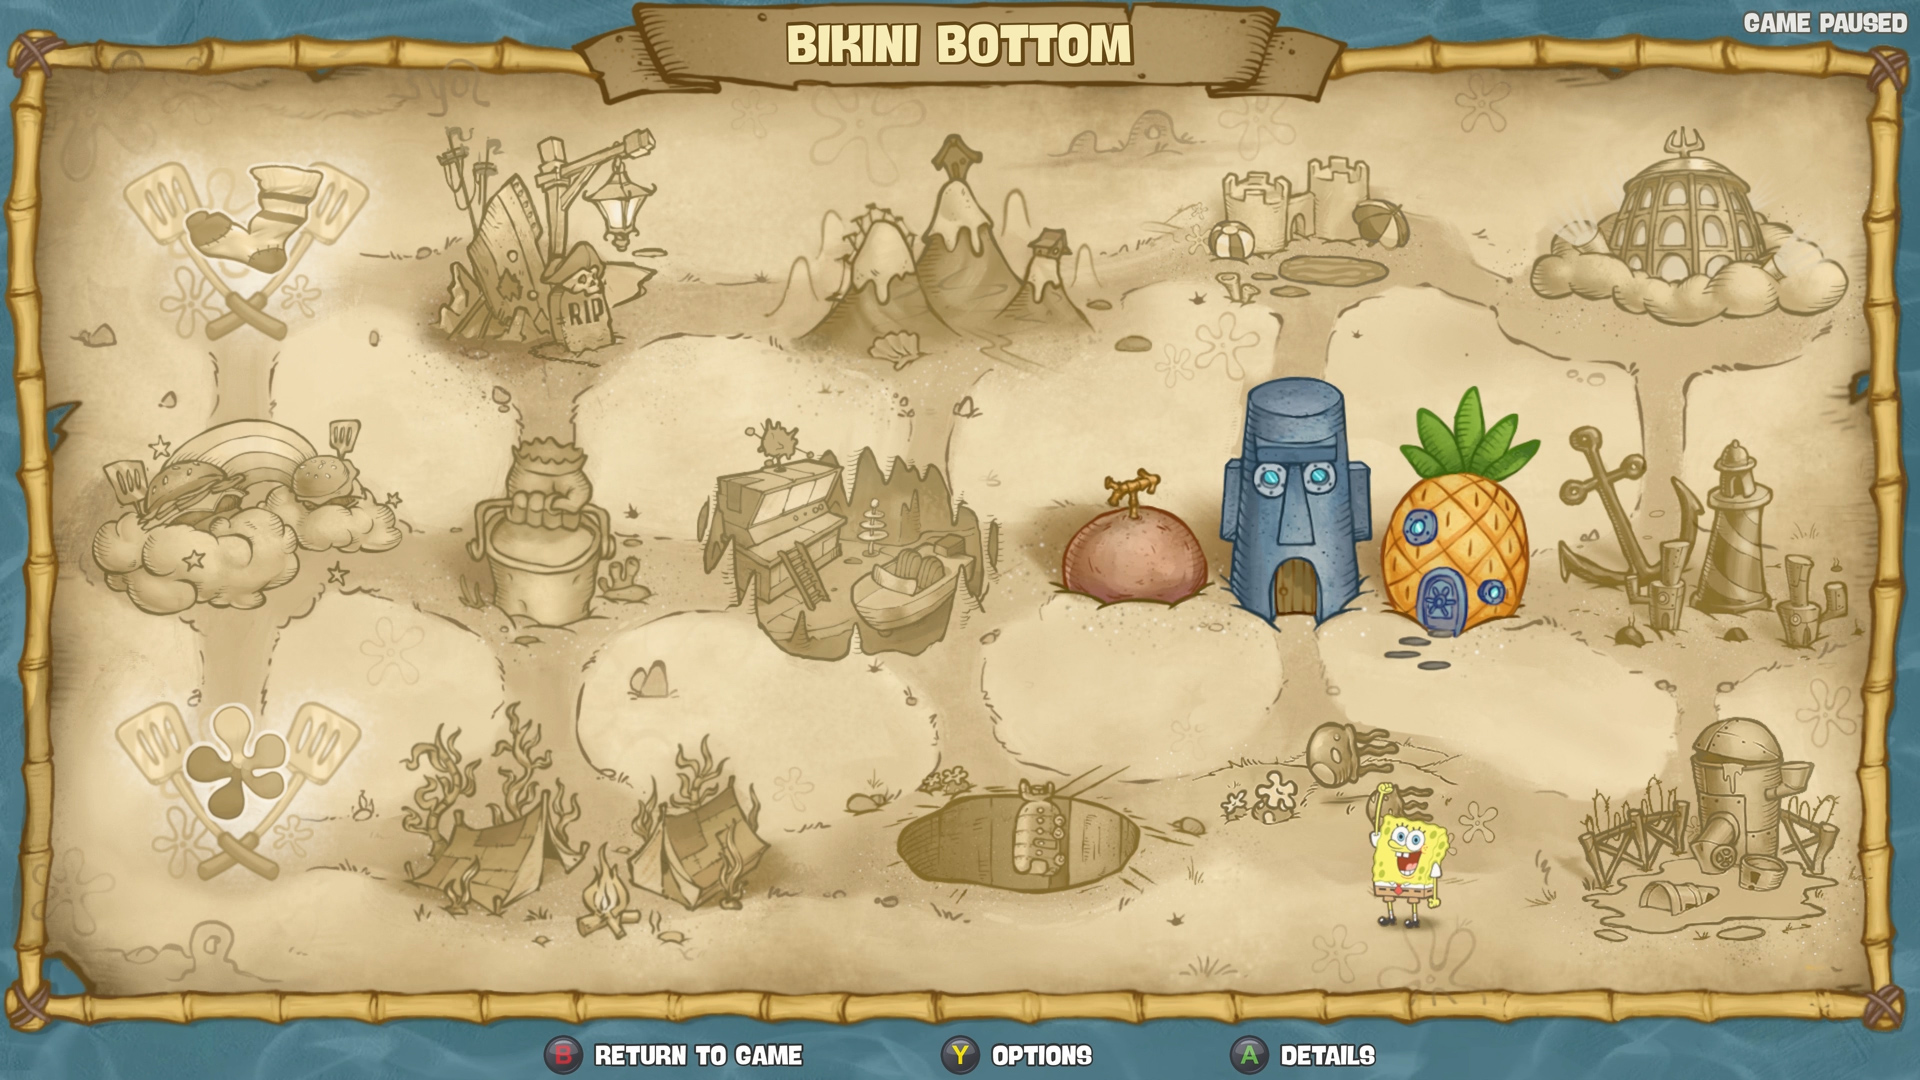 BIKINI BOTTOM
GAME PAUSED
RIP
B RETURN TO GAME
Y OPTIONS
A DETAILS